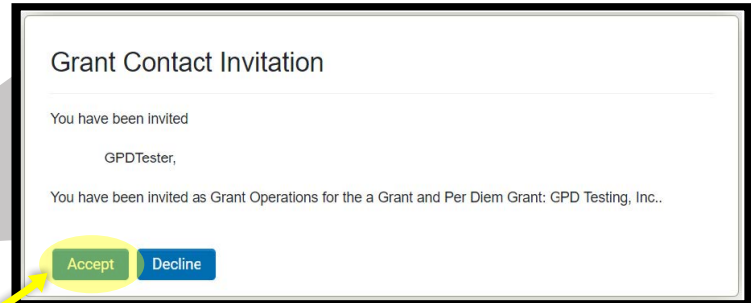 Grant Contact Invitation
You have been invited
GPDTester,
You have been invited as Grant Operations for the a Grant and Per Diem Grant: GPD Testing, Inc..
Accept Decline